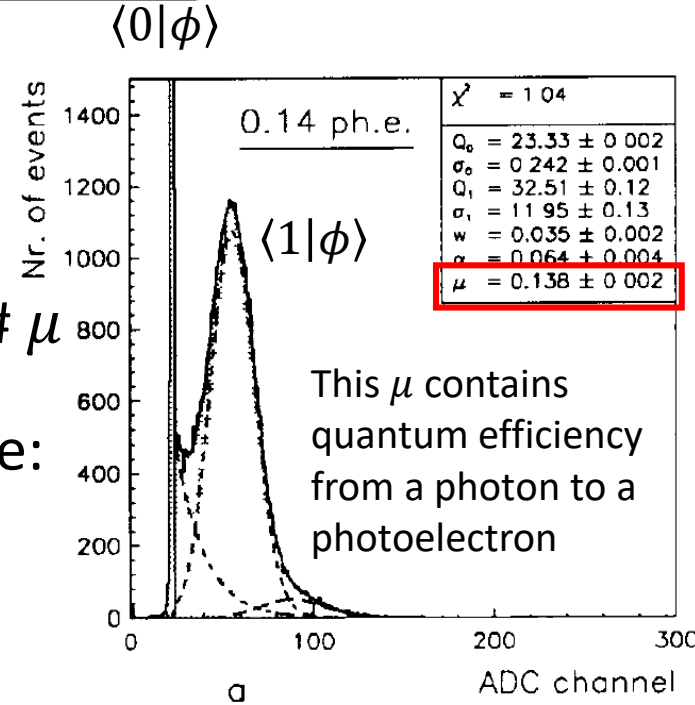 ⟨0|ϕ⟩
Nr. of events
1400
1200
1000
800
600
400
200
0
0.14 ph.e.
⟨1|ϕ⟩
χ² = 1 04
Q₀ = 23.33 ± 0 002
σ₀ = 0 242 ± 0.001
Q₁ = 32.51 ± 0.12
σ₁ = 11 95 ± 0.13
w = 0.035 ± 0.002
α = 0 064 ± 0.004
μ = 0.138 ± 0 002
# μ
e:
This μ contains
quantum efficiency
from a photon to a
photoelectron
0 100 200 300
a
ADC channel